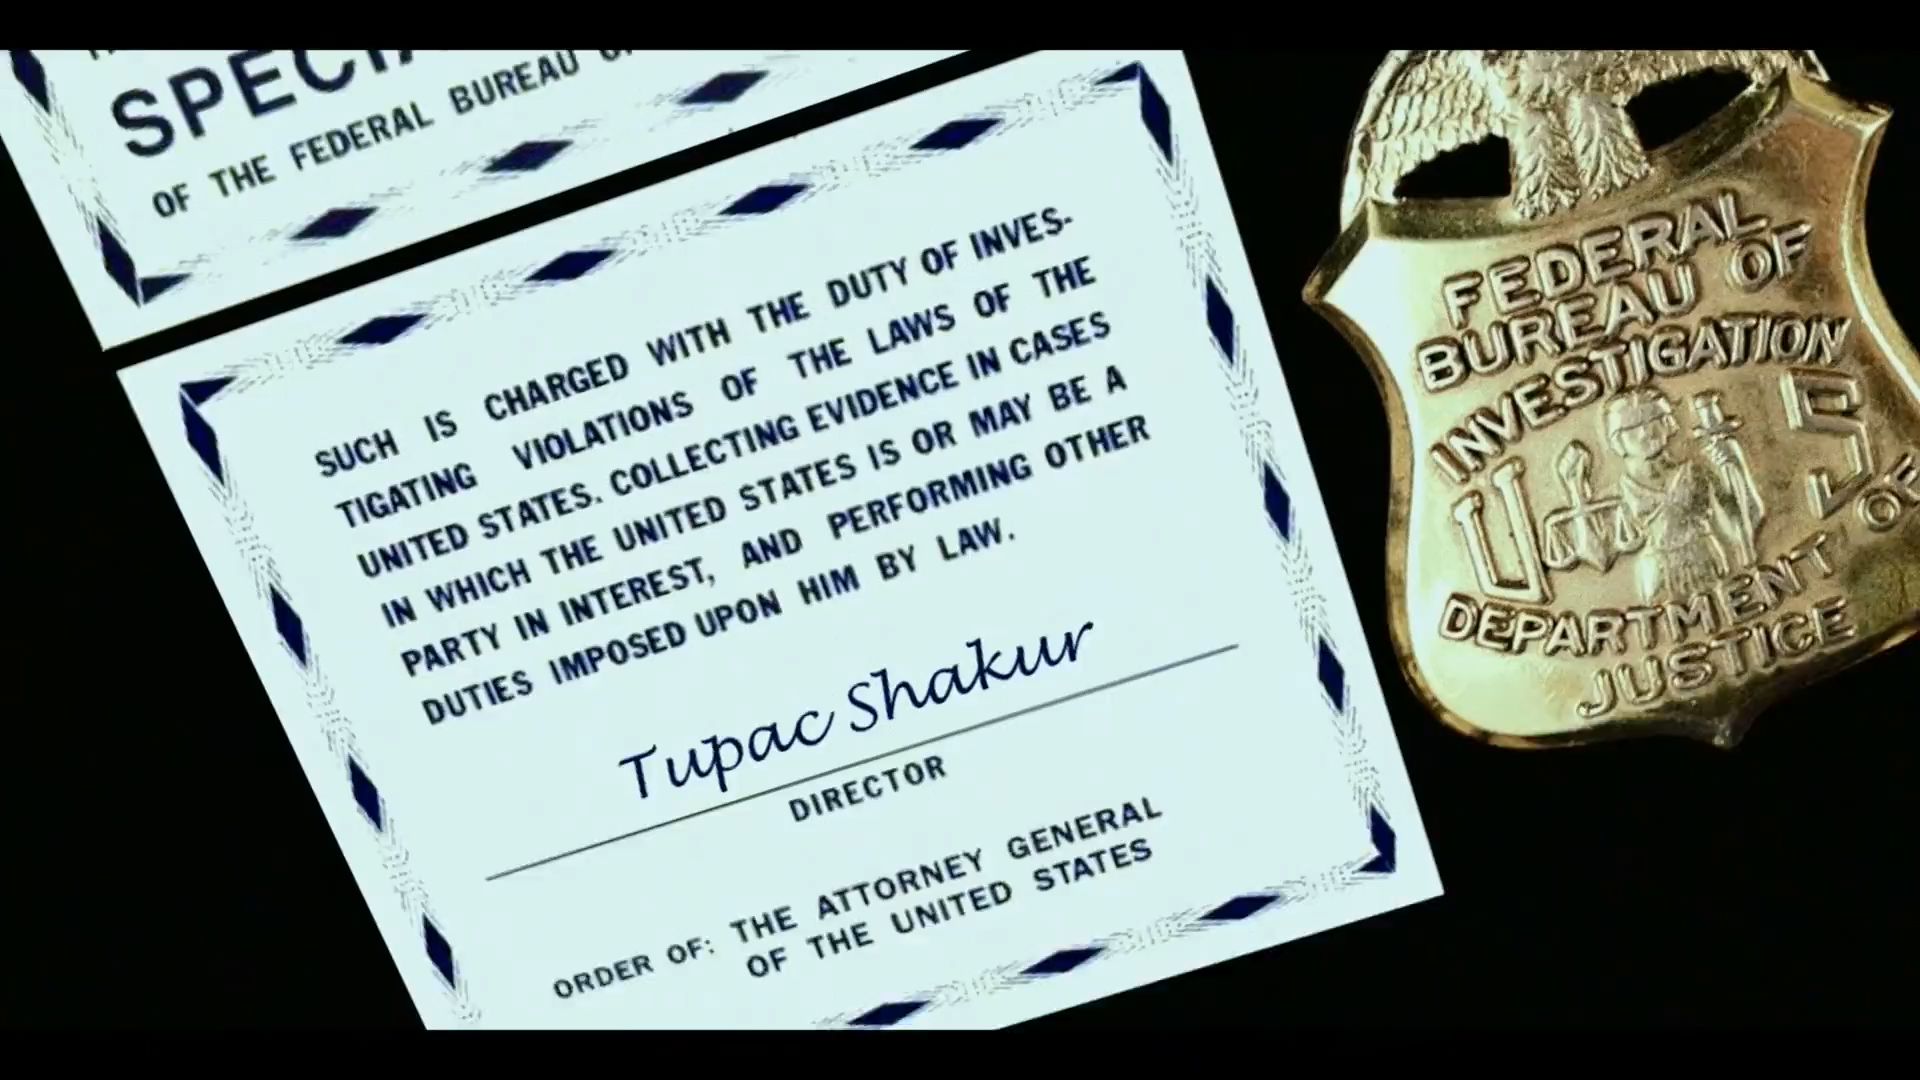 SPECIA
OF THE FEDERAL BUREAU
SUCH IS CHARGED WITH THE DUTY OF INVES-
TIGATING VIOLATIONS OF THE LAWS OF THE
UNITED STATES. COLLECTING EVIDENCE IN CASES
IN WHICH THE UNITED STATES IS OR MAY BE A
PARTY IN INTEREST, AND PERFORMING OTHER
DUTIES IMPOSED UPON HIM BY LAW.
Tupac Shakur
DIRECTOR
ORDER OF: THE ATTORNEY GENERAL
OF THE UNITED STATES
FEDERAL
BUREAU OF
INVESTIGATION
U S
DEPARTMENT OF
JUSTICE